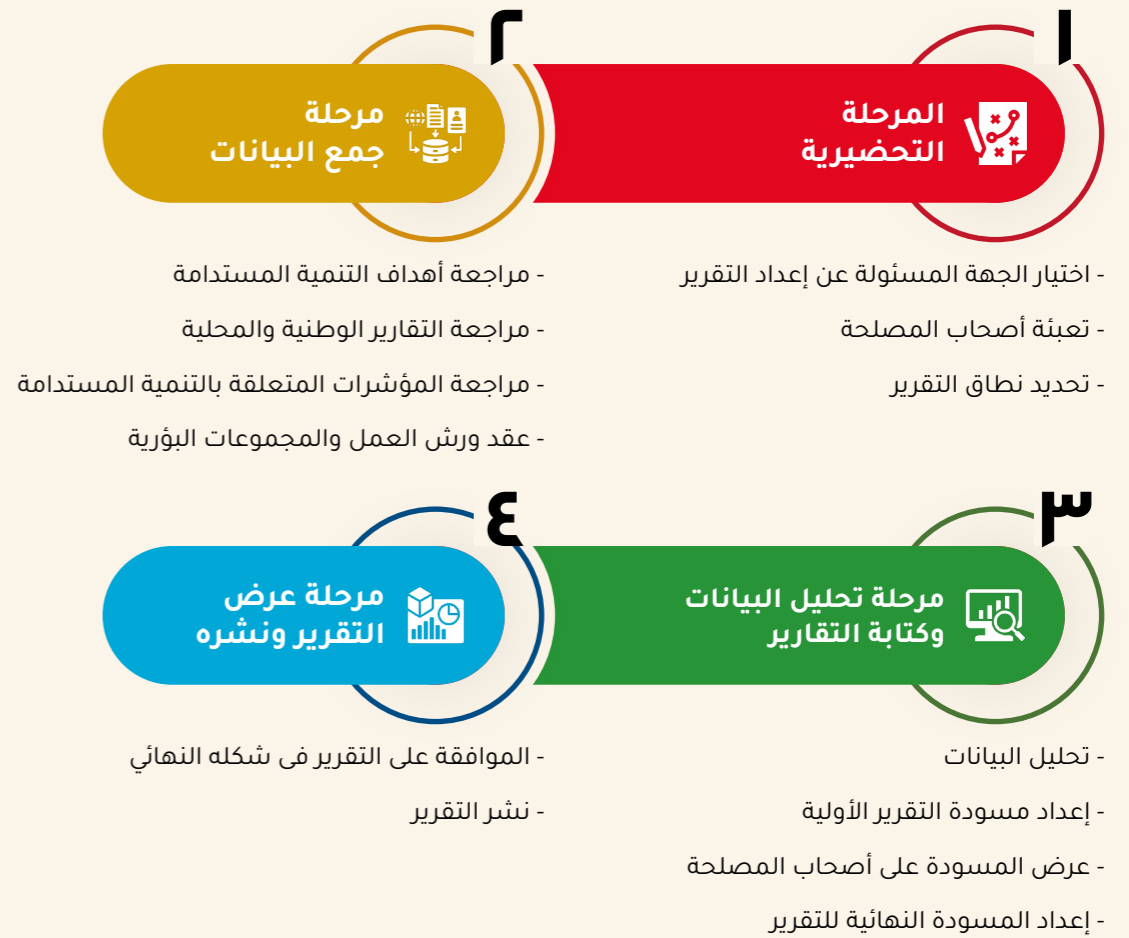 ١
المرحلة
التحضيرية
- اختيار الجهة المسئولة عن إعداد التقرير
- تعبئة أصحاب المصلحة
- تحديد نطاق التقرير
٢
مرحلة
جمع البيانات
- مراجعة أهداف التنمية المستدامة
- مراجعة التقارير الوطنية والمحلية
- مراجعة المؤشرات المتعلقة بالتنمية المستدامة
- عقد ورش العمل والمجموعات البؤرية
٣
مرحلة تحليل البيانات
وكتابة التقارير
- تحليل البيانات
- إعداد مسودة التقرير الأولية
- عرض المسودة على أصحاب المصلحة
- إعداد المسودة النهائية للتقرير
٤
مرحلة عرض
التقرير ونشره
- الموافقة على التقرير فى شكله النهائي
- نشر التقرير